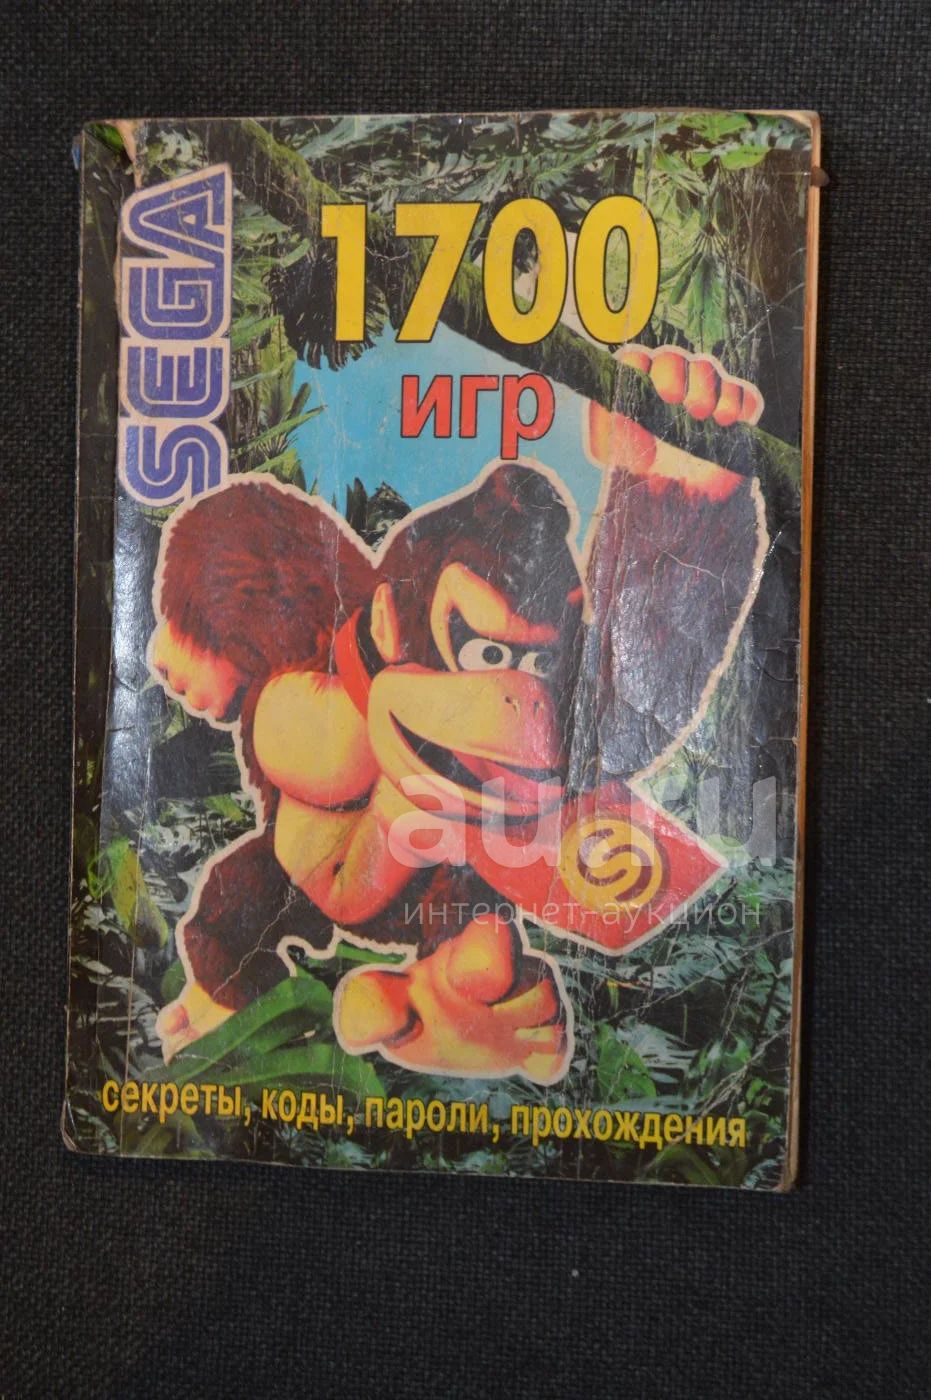 SEGA
1700
игр
S
au.ru
интернет-аукцион
секреты, коды, пароли, прохождения